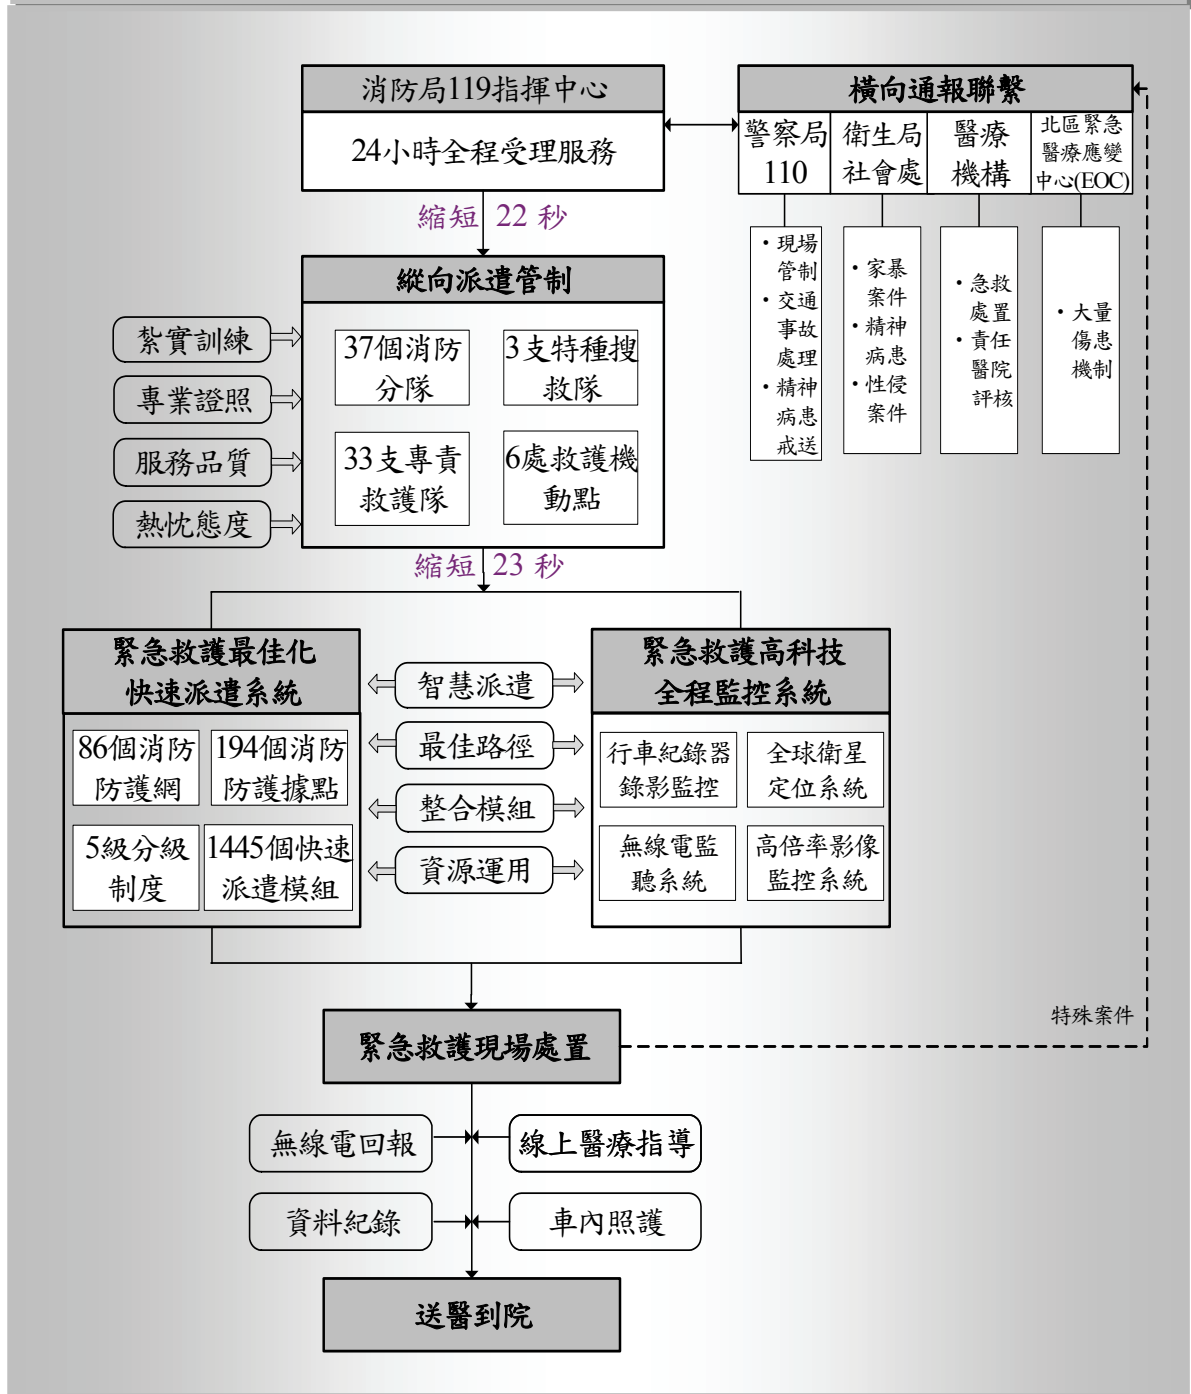 消防局119指揮中心
24小時全程受理服務
橫向通報聯繫
警察局
110
衛生局
社會處
醫療
機構
北區緊急
醫療應變
中心(EOC)
・現場
管制
・交通
事故
處理
・精神
病患
戒送
・家暴
案件
・精神
病患
・性侵
案件
・急救
處置
・責任
醫院
評核
・大量
傷患
機制
縮短 22 秒
縱向派遣管制
紮實訓練
專業證照
服務品質
熱忱態度
37個消防
分隊
3支特種搜
救隊
33支專責
救護隊
6處救護機
動點
縮短 23 秒
緊急救護最佳化
快速派遣系統
86個消防
防護網
194個消防
防護據點
5級分級
制度
1445個快速
派遣模組
智慧派遣
最佳路徑
整合模組
資源運用
緊急救護高科技
全程監控系統
行車紀錄器
錄影監控
全球衛星
定位系統
無線電監
聽系統
高倍率影像
監控系統
特殊案件
緊急救護現場處置
無線電回報
線上醫療指導
資料紀錄
車內照護
送醫到院